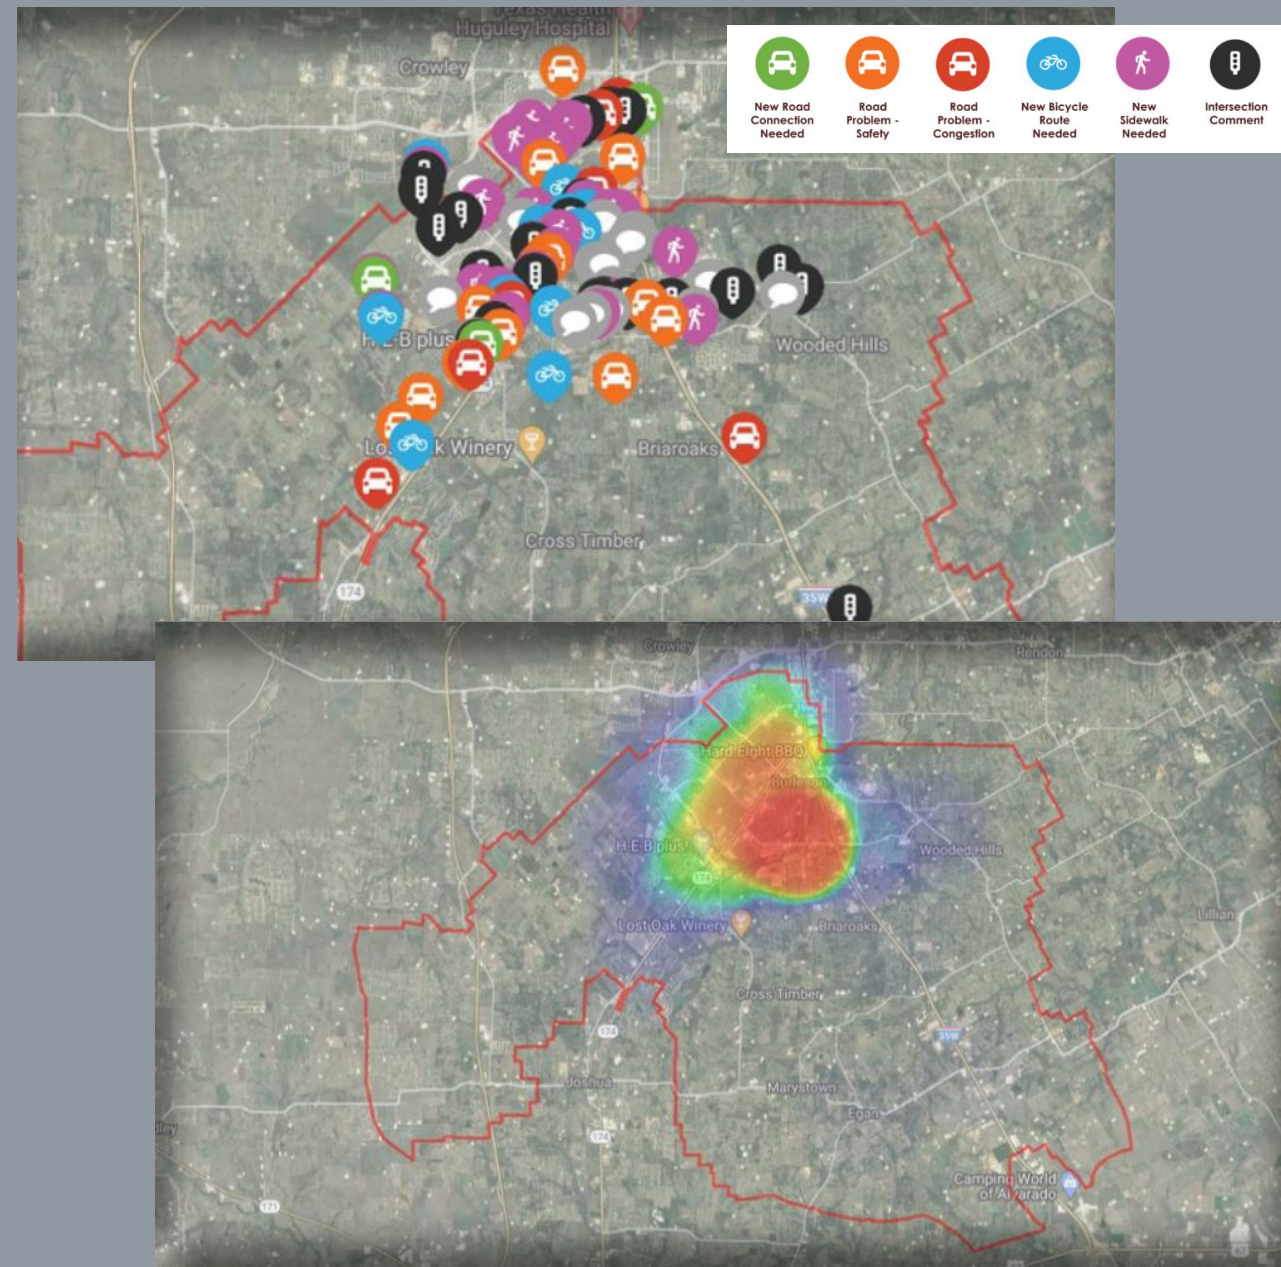 Texas Health
Huguley Hospital
Crowley
New Road
Connection
Needed
Road
Problem -
Safety
Road
Problem -
Congestion
New Bicycle
Route
Needed
New
Sidewalk
Needed
Intersection
Comment
H-E-B plus
Wooded Hills
Winery
Briaroaks
Cross Timber
174
35W
Crowley
Rendon
Hard Eight BBQ
Burleson
H-E-B plus!
Wooded Hills
174
Lost Oak Winery
Briaroaks
Lillian
Cross Timber
174
35W
Joshua
Marystown
Egan
174
Camping World
of Alvarado
171